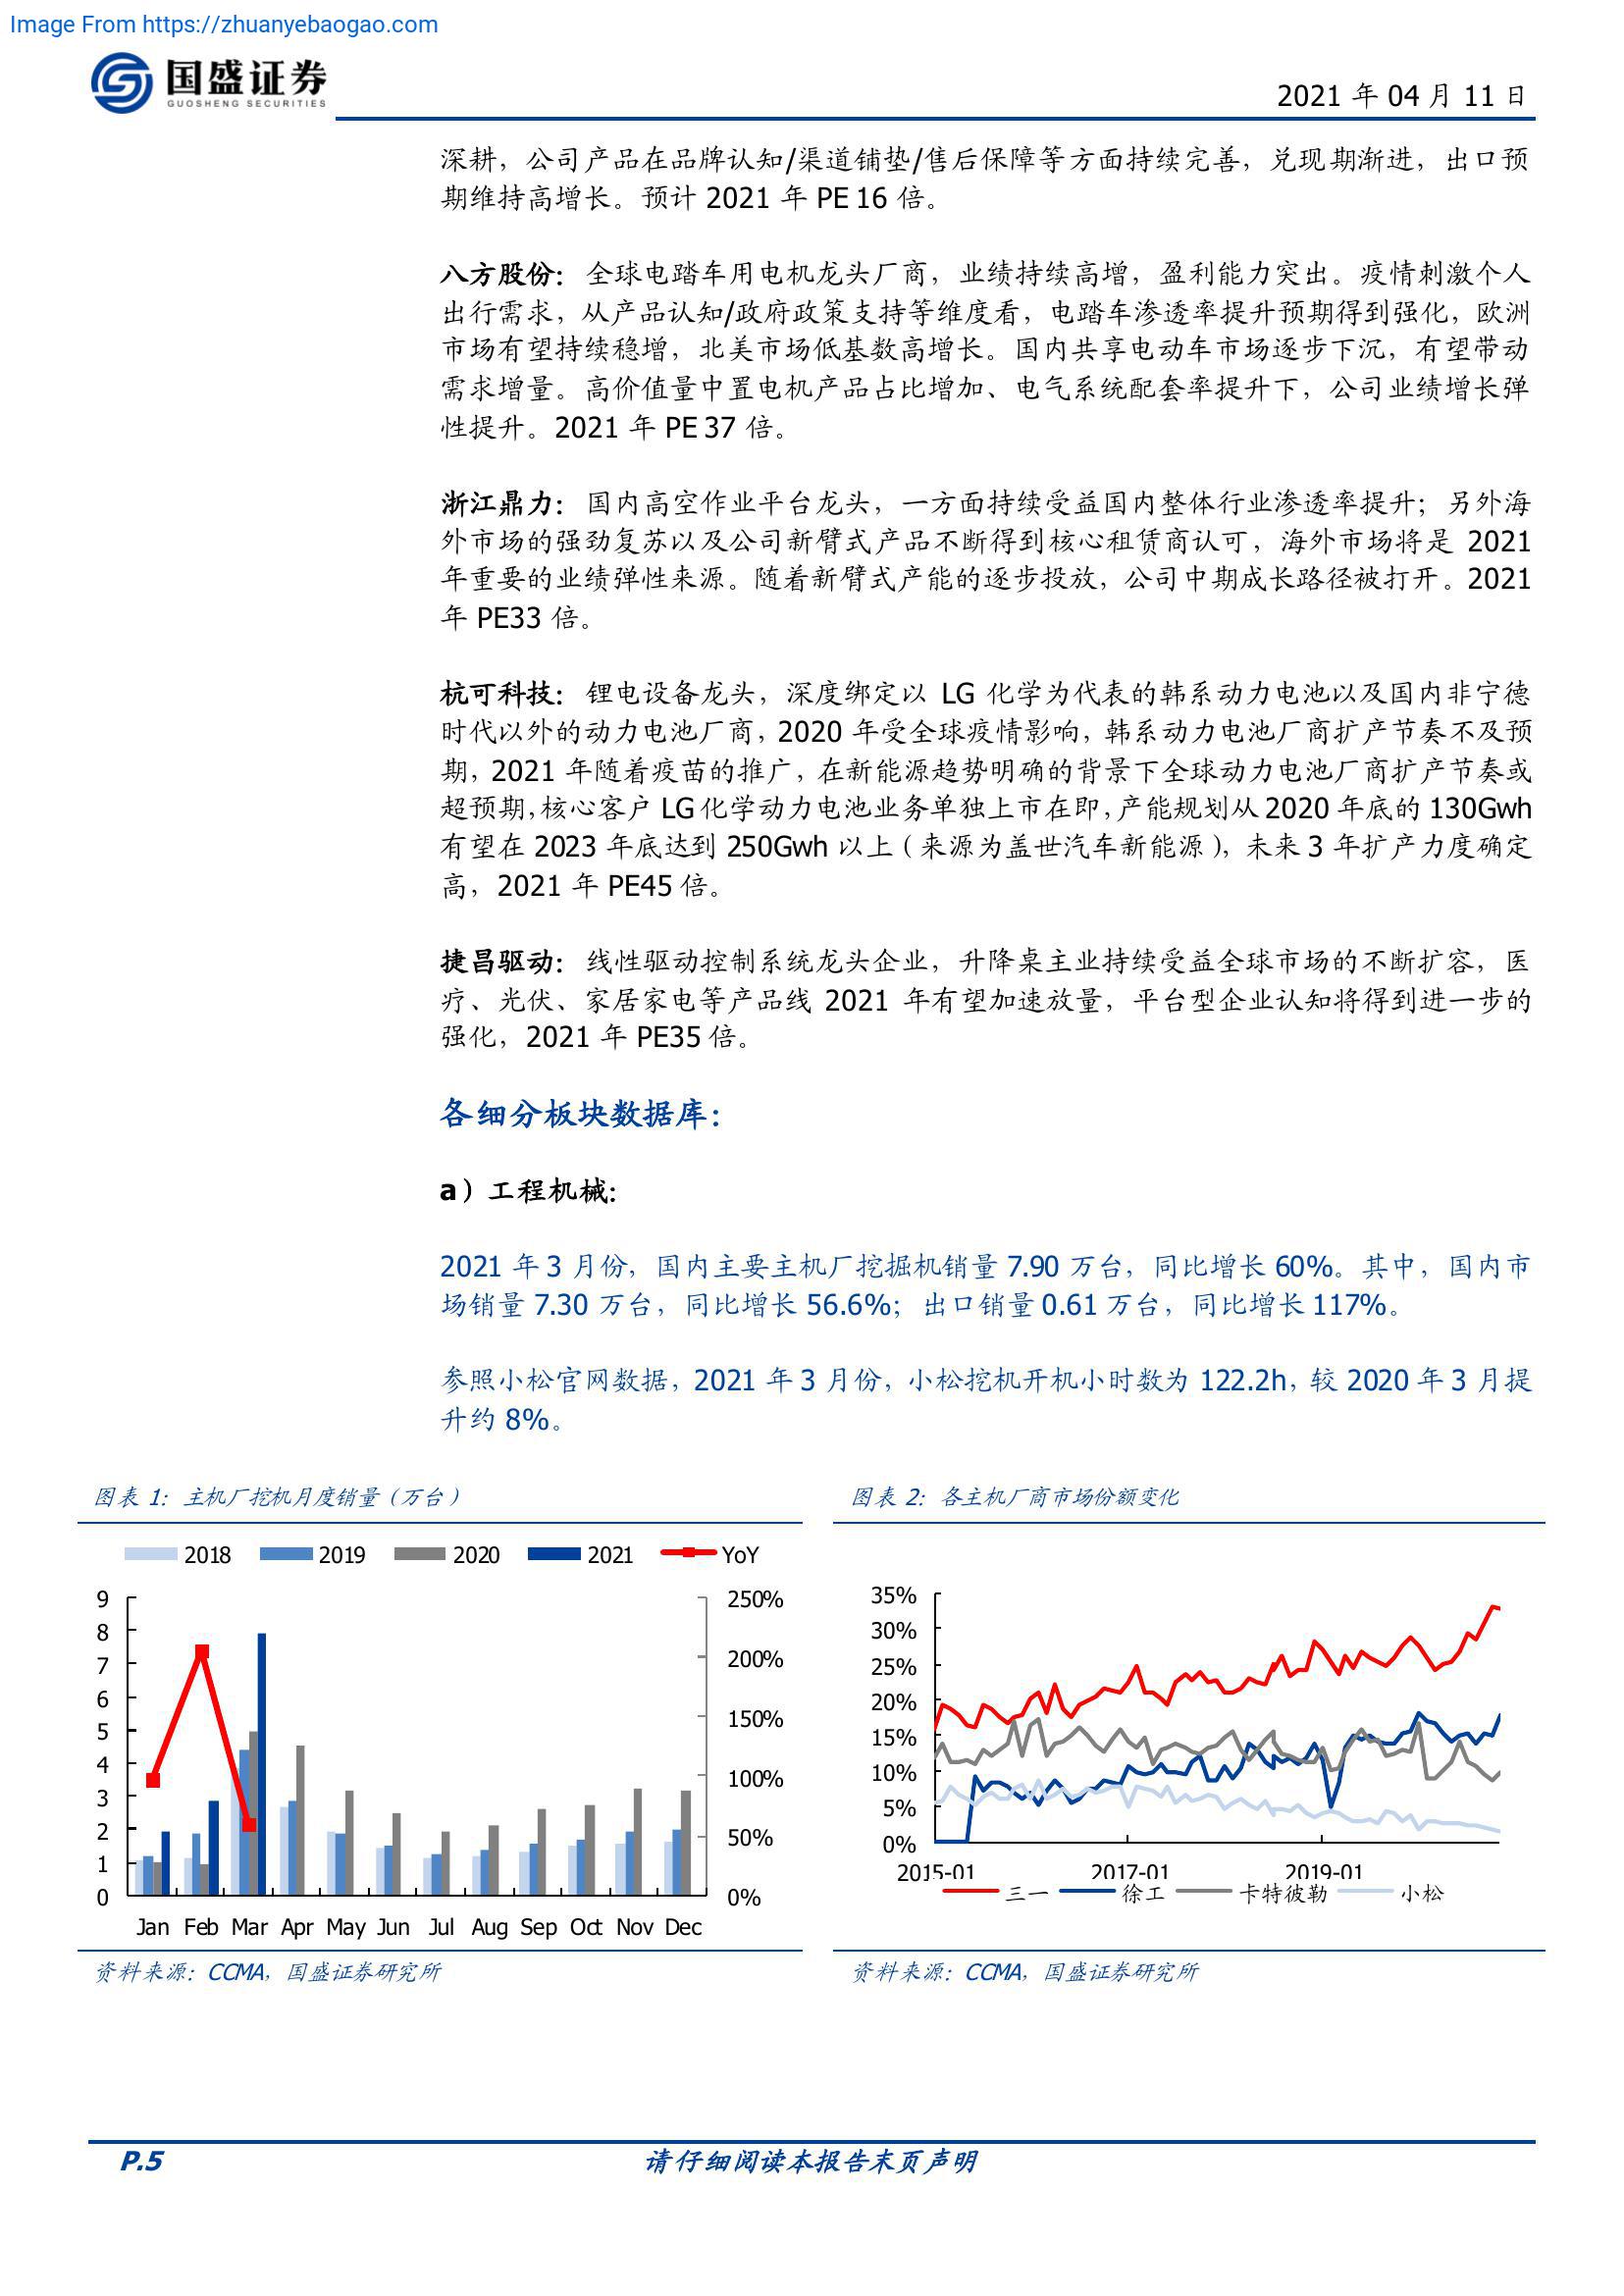 Image From https://zhuanyebaogao.com
国盛证券
GUOSHENG SECURITIES
2021 年 04 月 11 日
深耕，公司产品在品牌认知/渠道铺垫/售后保障等方面持续完善，兑现期渐进，出口预
期维持高增长。预计 2021 年 PE 16 倍。
八方股份：全球电踏车用电机龙头厂商，业绩持续高增，盈利能力突出。疫情刺激个人
出行需求，从产品认知/政府政策支持等维度看，电踏车渗透率提升预期得到强化，欧洲
市场有望持续稳增，北美市场低基数高增长。国内共享电动车市场逐步下沉，有望带动
需求增量。高价值量中置电机产品占比增加、电气系统配套率提升下，公司业绩增长弹
性提升。2021 年 PE 37 倍。
浙江鼎力：国内高空作业平台龙头，一方面持续受益国内整体行业渗透率提升；另外海
外市场的强劲复苏以及公司新臂式产品不断得到核心租赁商认可，海外市场将是 2021
年重要的业绩弹性来源。随着新臂式产能的逐步投放，公司中期成长路径被打开。2021
年 PE33 倍。
杭可科技：锂电设备龙头，深度绑定以 LG 化学为代表的韩系动力电池以及国内非宁德
时代以外的动力电池厂商，2020 年受全球疫情影响，韩系动力电池厂商扩产节奏不及预
期，2021 年随着疫苗的推广，在新能源趋势明确的背景下全球动力电池厂商扩产节奏或
超预期，核心客户 LG 化学动力电池业务单独上市在即，产能规划从 2020 年底的 130Gwh
有望在 2023 年底达到 250Gwh 以上（来源为盖世汽车新能源），未来 3 年扩产力度确定
高，2021 年 PE45 倍。
捷昌驱动：线性驱动控制系统龙头企业，升降桌主业持续受益全球市场的不断扩容，医
疗、光伏、家居家电等产品线 2021 年有望加速放量，平台型企业认知将得到进一步的
强化，2021 年 PE35 倍。
各细分板块数据库：
a）工程机械：
2021 年 3 月份，国内主要主机厂挖掘机销量 7.90 万台，同比增长 60%。其中，国内市
场销量 7.30 万台，同比增长 56.6%；出口销量 0.61 万台，同比增长 117%。
参照小松官网数据，2021 年 3 月份，小松挖机开机小时数为 122.2h，较 2020 年 3 月提
升约 8%。
图表 1：主机厂挖机月度销量（万台）
2018 2019 2020 2021 YoY
9 250%
8
7 200%
6
5 150%
4
3 100%
2 50%
1
0 0%
Jan Feb Mar Apr May Jun Jul Aug Sep Oct Nov Dec
资料来源：CCMA，国盛证券研究所
图表 2：各主机厂商市场份额变化
35%
30%
25%
20%
15%
10%
5%
0%
2015-01 2017-01 2019-01
三一 徐工 卡特彼勒 小松
资料来源：CCMA，国盛证券研究所
P.5 请仔细阅读本报告末页声明